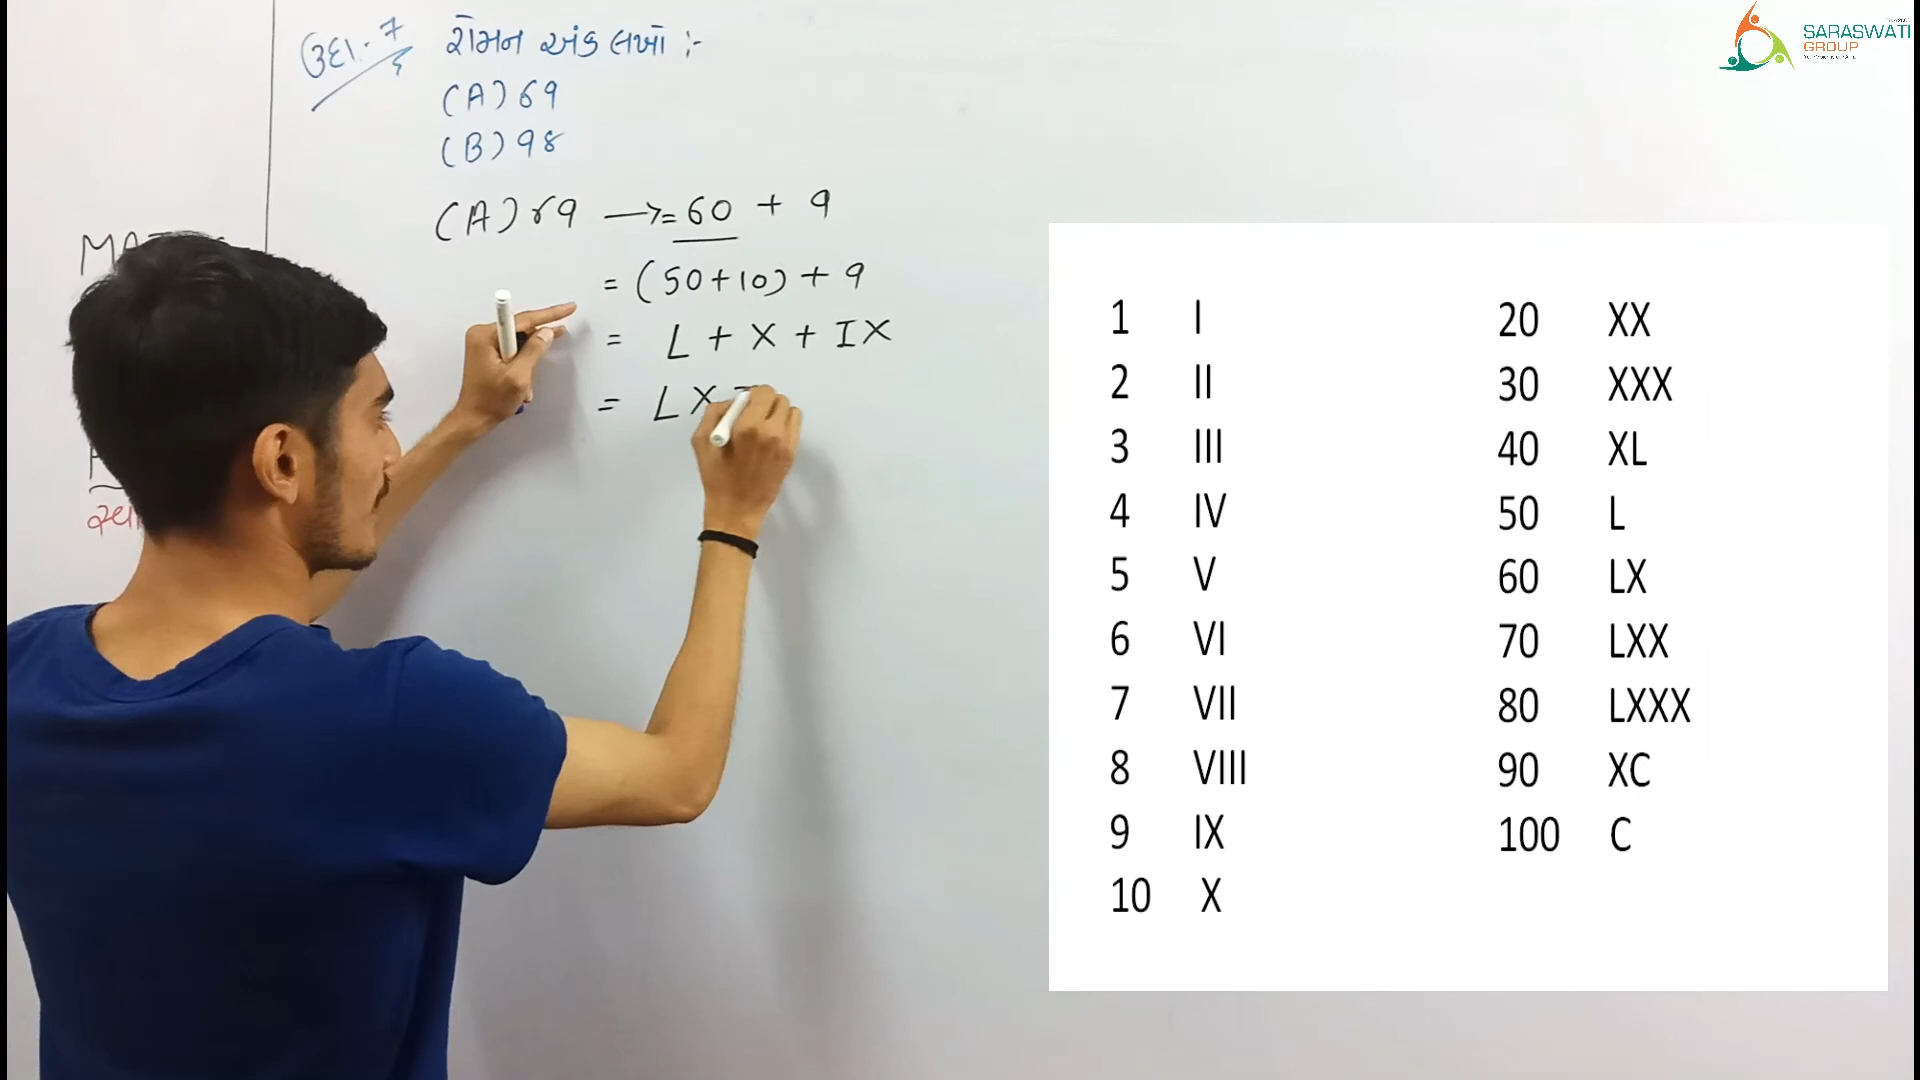 SARASWATI
GROUP
ઉદા. 7
રોમન અંક લખો :-
(A) 69
(B) 98
(A) 69 →= 60 + 9
= (50+10) + 9
= L + X + IX
= LX
1 I
2 II
3 III
4 IV
5 V
6 VI
7 VII
8 VIII
9 IX
10 X
20 XX
30 XXX
40 XL
50 L
60 LX
70 LXX
80 LXXX
90 XC
100 C